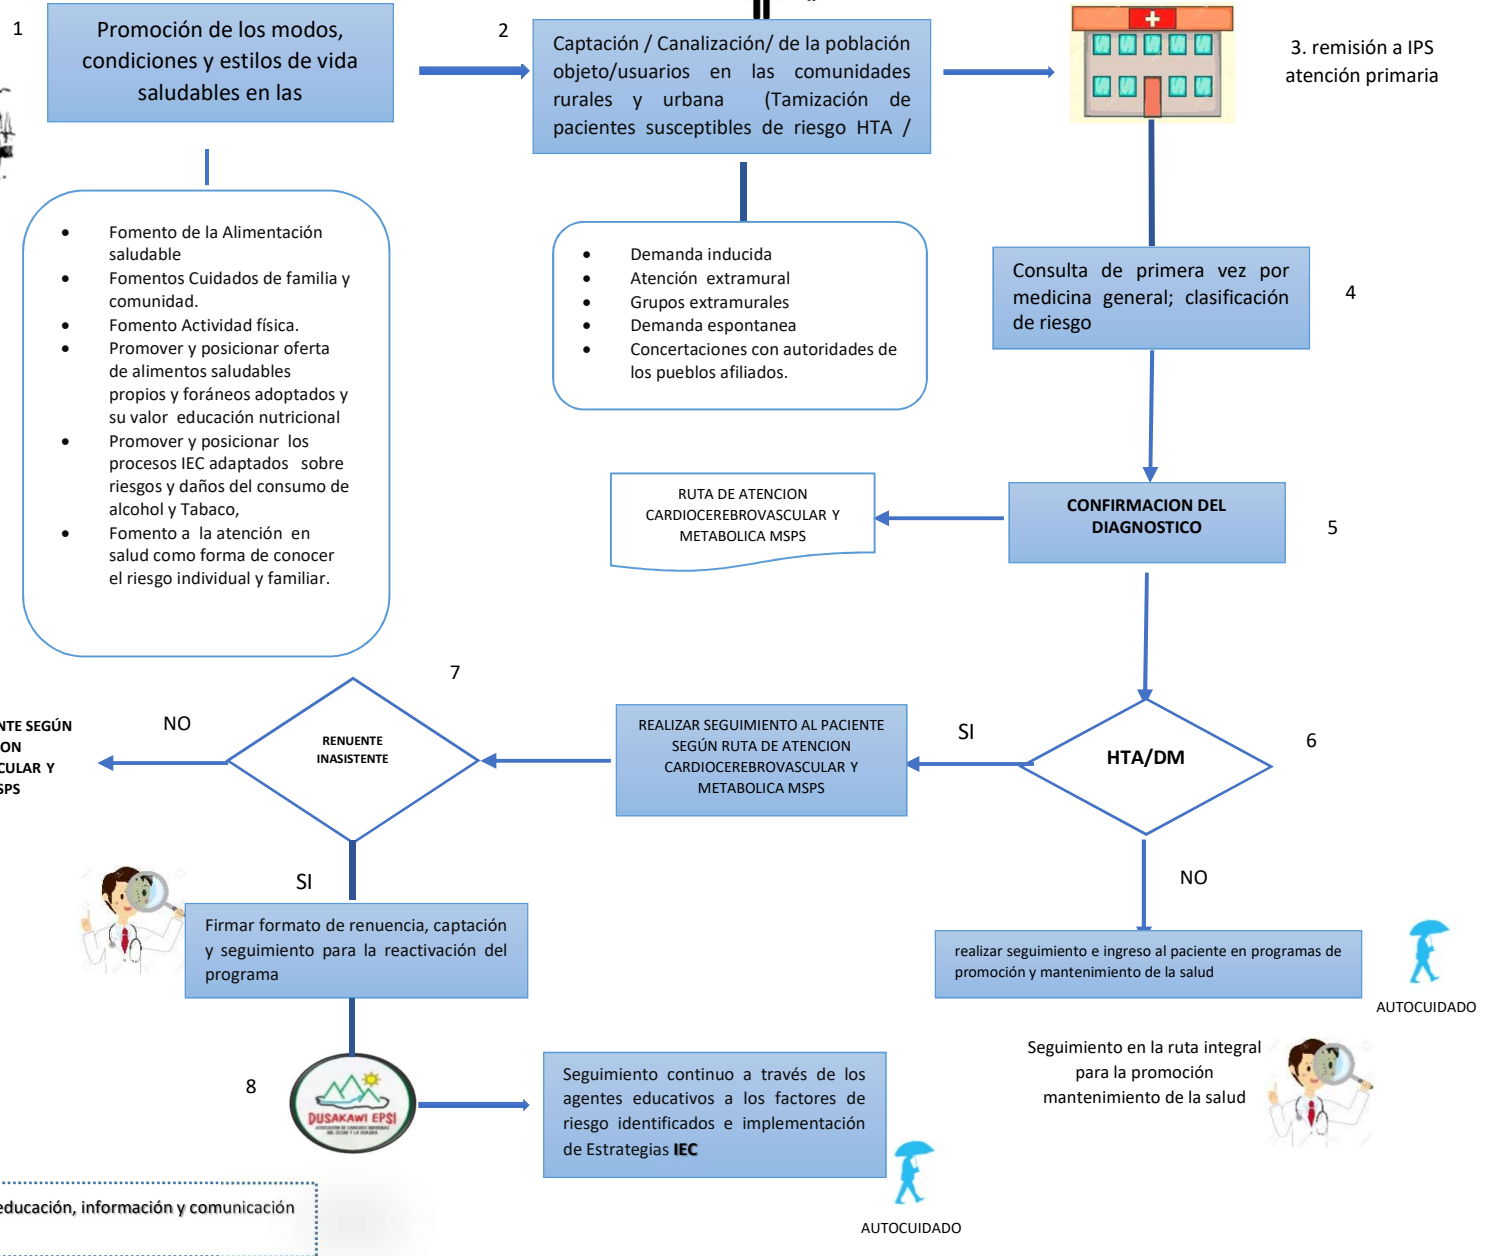 1
Promoción de los modos,
condiciones y estilos de vida
saludables en las
2
Captación / Canalización/ de la población
objeto/usuarios en las comunidades
rurales y urbana (Tamización de
pacientes susceptibles de riesgo HTA /
3. remisión a IPS
atención primaria
• Fomento de la Alimentación
saludable
• Fomentos Cuidados de familia y
comunidad.
• Fomento Actividad física.
• Promover y posicionar oferta
de alimentos saludables
propios y foráneos adoptados y
su valor educación nutricional
• Promover y posicionar los
procesos IEC adaptados sobre
riesgos y daños del consumo de
alcohol y Tabaco,
• Fomento a la atención en
salud como forma de conocer
el riesgo individual y familiar.
• Demanda inducida
• Atención extramural
• Grupos extramurales
• Demanda espontanea
• Concertaciones con autoridades de
los pueblos afiliados.
Consulta de primera vez por
medicina general; clasificación
de riesgo
4
RUTA DE ATENCION
CARDIOCEREBROVASCULAR Y
METABOLICA MSPS
CONFIRMACION DEL
DIAGNOSTICO
5
HTA/DM
6
SI
REALIZAR SEGUIMIENTO AL PACIENTE
SEGÚN RUTA DE ATENCION
CARDIOCEREBROVASCULAR Y
METABOLICA MSPS
7
RENUENTE
INASISTENTE
NO
NTE SEGÚN
ON
CULAR Y
SPS
SI
Firmar formato de renuencia, captación
y seguimiento para la reactivación del
programa
NO
realizar seguimiento e ingreso al paciente en programas de
promoción y mantenimiento de la salud
AUTOCUIDADO
Seguimiento en la ruta integral
para la promoción
mantenimiento de la salud
8
DUSAKAWI EPSI
Seguimiento continuo a través de los
agentes educativos a los factores de
riesgo identificados e implementación
de Estrategias IEC
AUTOCUIDADO
educación, información y comunicación